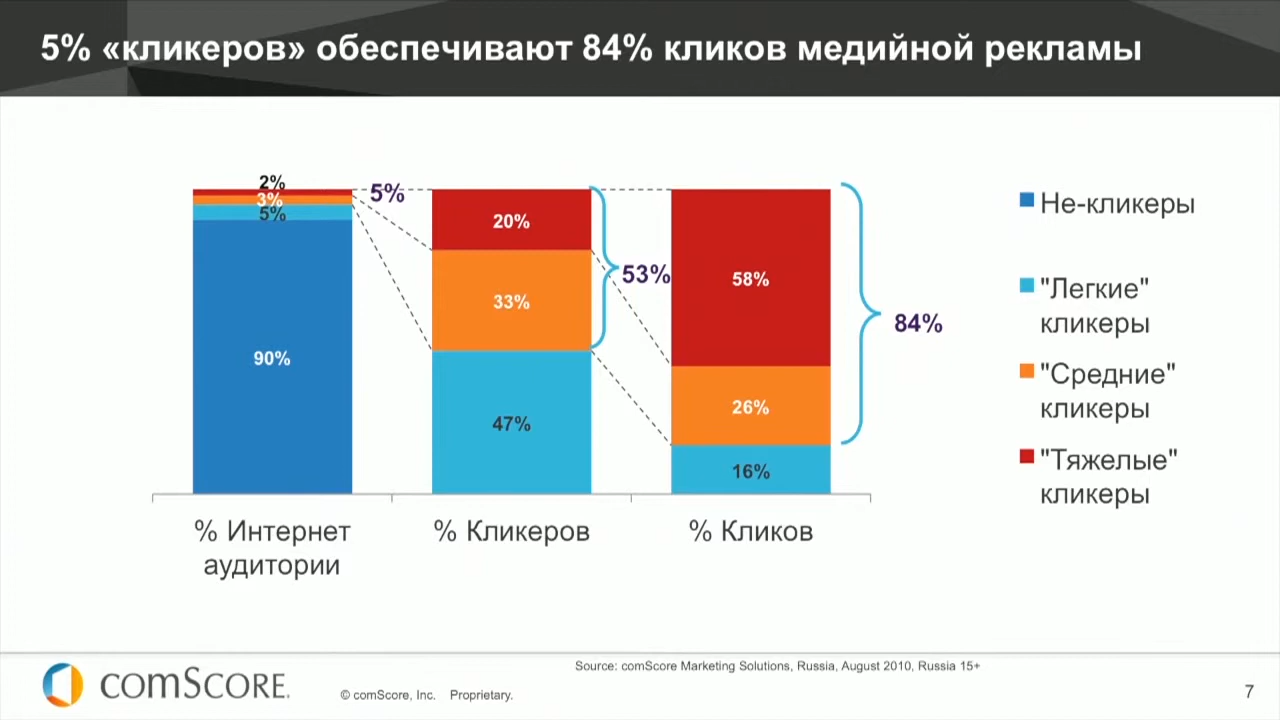 5% «кликеров» обеспечивают 84% кликов медийной рекламы
2%
3%
5%
90%
5%
20%
33%
47%
53%
58%
26%
16%
84%
% Интернет
аудитории
% Кликеров
% Кликов
Не-кликеры
"Легкие"
кликеры
"Средние"
кликеры
"Тяжелые"
кликеры
Source: comScore Marketing Solutions, Russia, August 2010, Russia 15+
comScore.
© comScore, Inc. Proprietary.
7